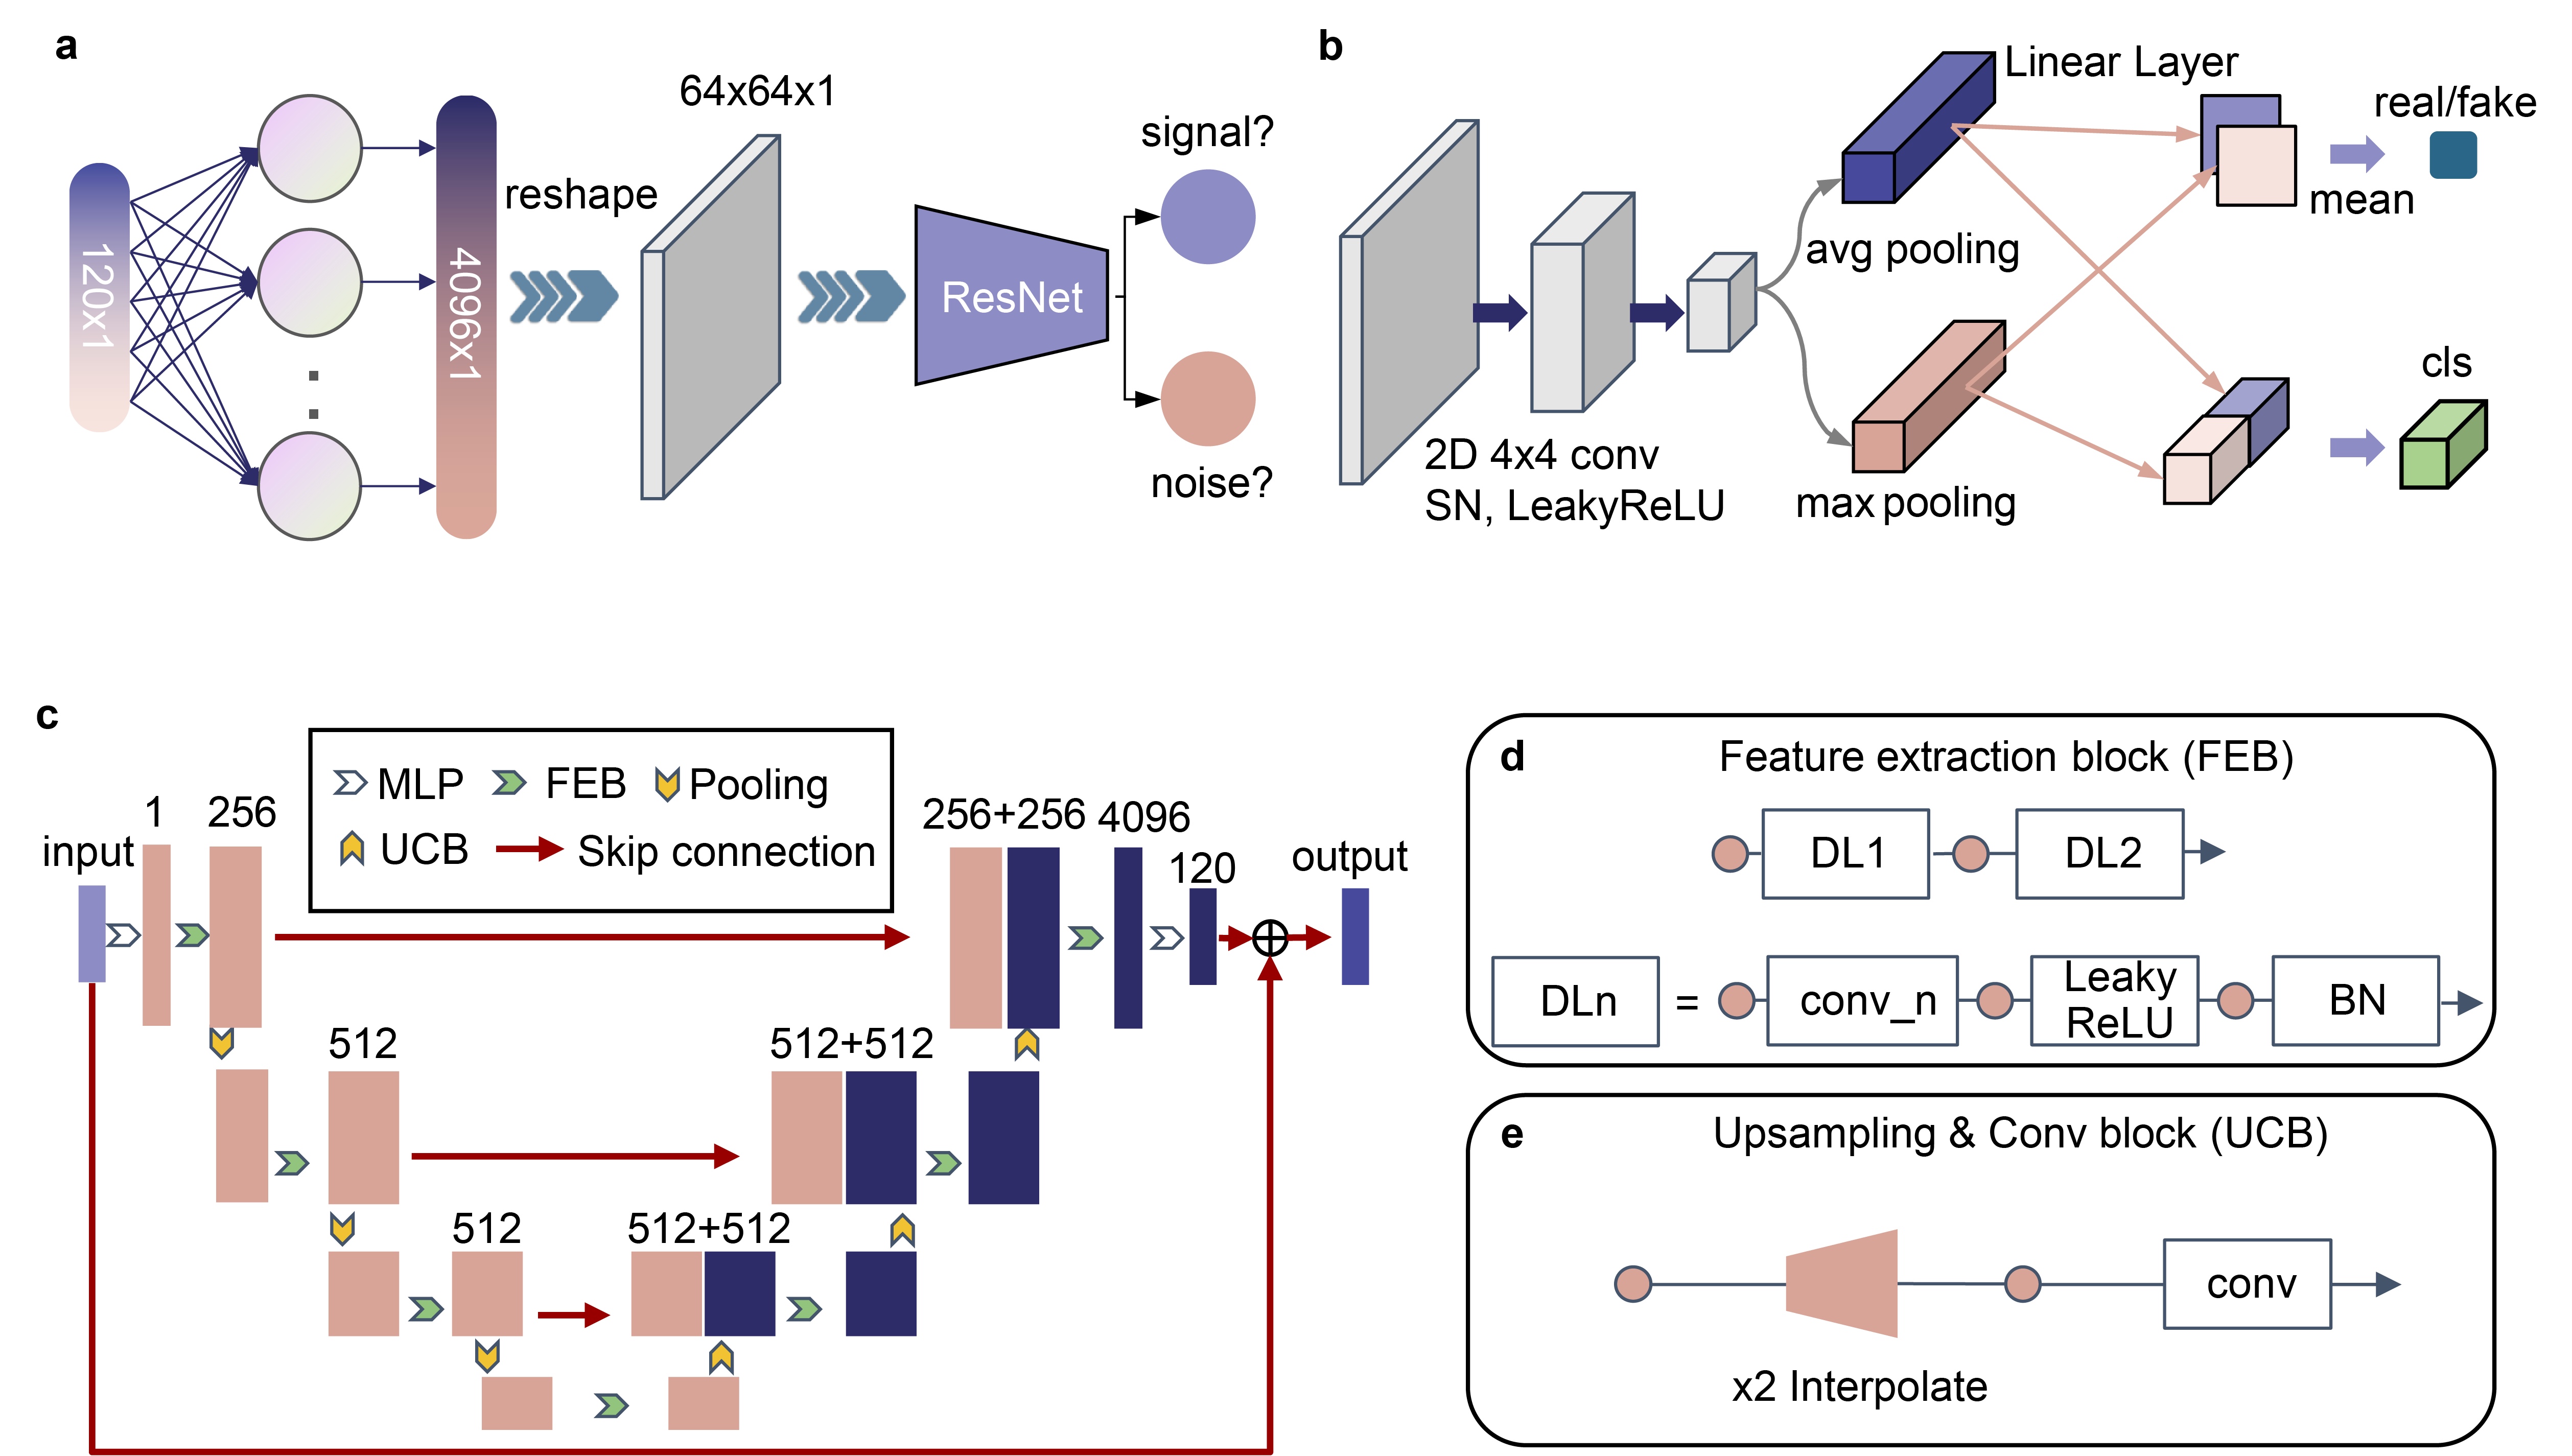 a
120x1
4096x1
reshape
64x64x1
ResNet
signal?
noise?
b
2D 4x4 conv
SN, LeakyReLU
avg pooling
max pooling
Linear Layer
mean
real/fake
cls
c
MLP
FEB
Pooling
UCB
Skip connection
input
1
256
512
512
512+512
512+512
256+256
4096
120
output
d
Feature extraction block (FEB)
DL1
DL2
DLn
=
conv_n
Leaky
ReLU
BN
e
Upsampling & Conv block (UCB)
conv
x2 Interpolate